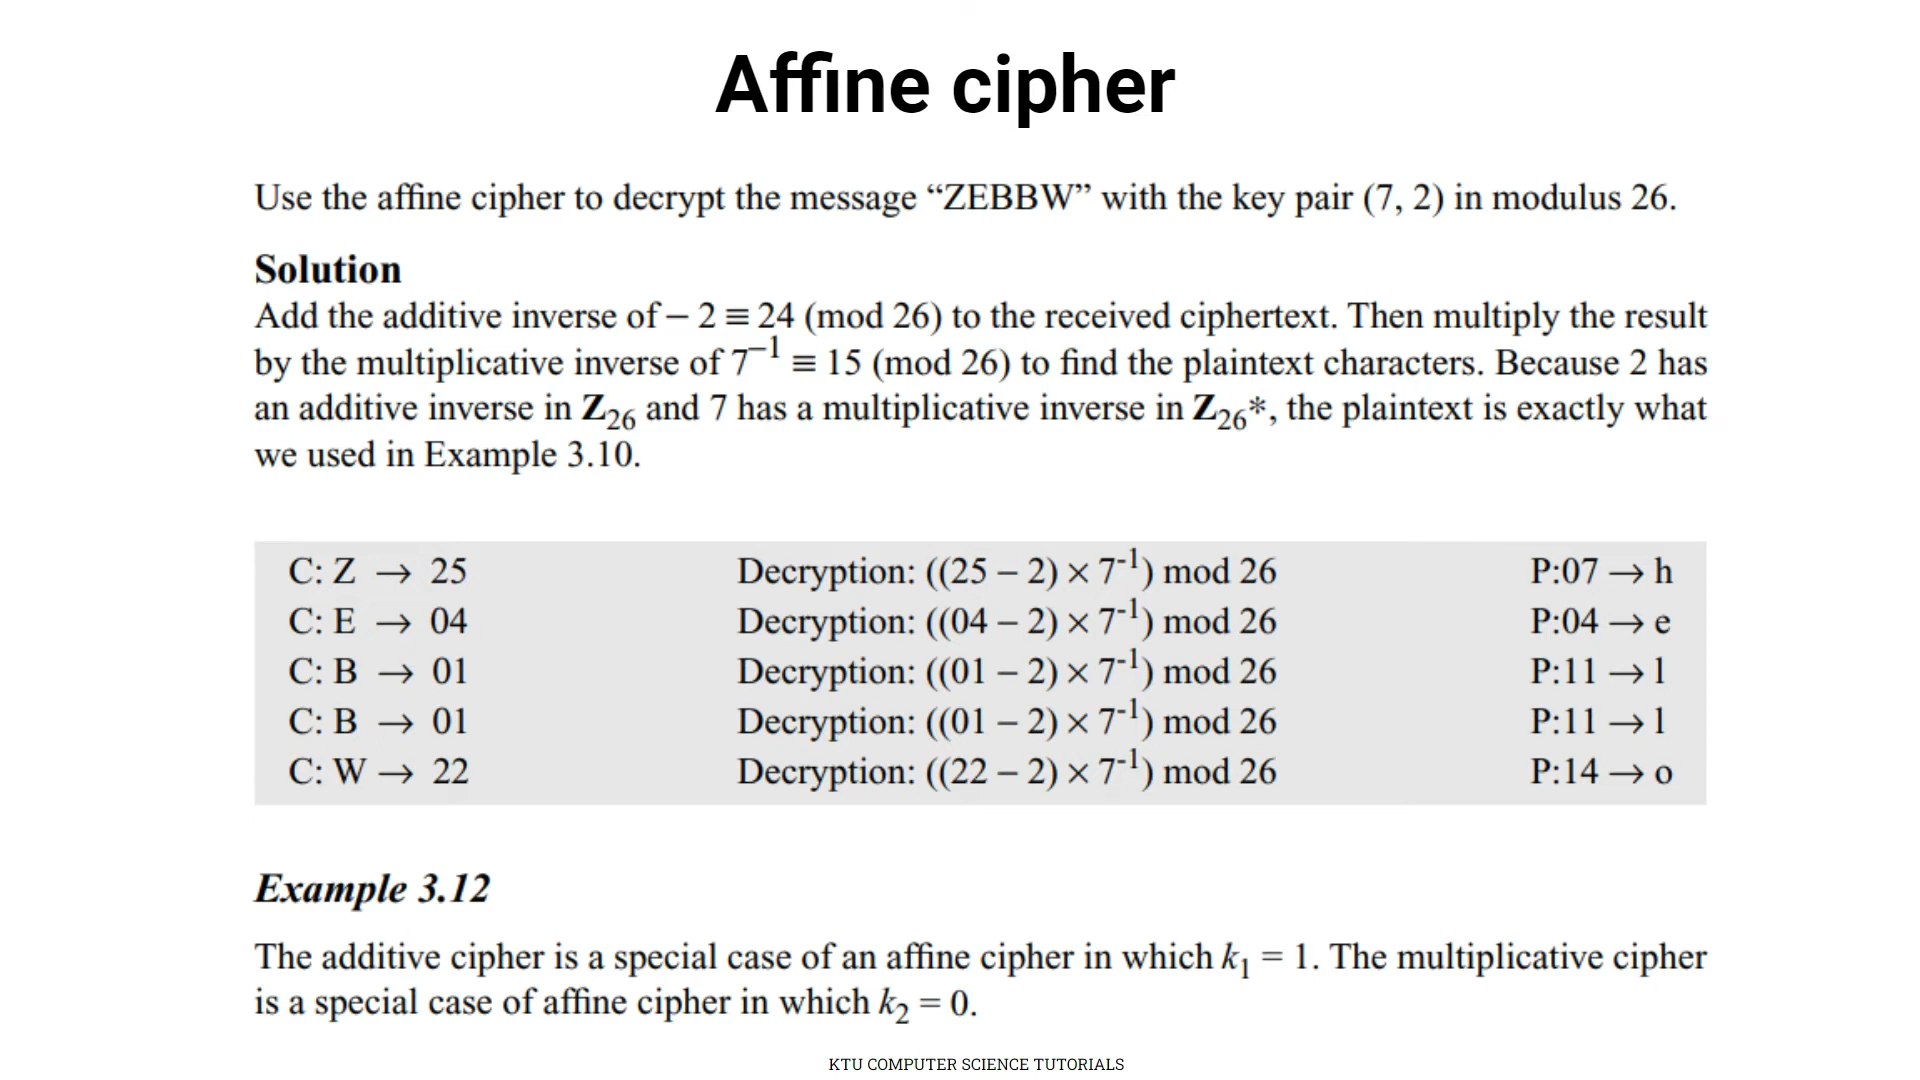 Affine cipher
Use the affine cipher to decrypt the message “ZEBBW” with the key pair (7, 2) in modulus 26.
Solution
Add the additive inverse of – 2 ≡ 24 (mod 26) to the received ciphertext. Then multiply the result
by the multiplicative inverse of 7⁻¹ ≡ 15 (mod 26) to find the plaintext characters. Because 2 has
an additive inverse in Z₂₆ and 7 has a multiplicative inverse in Z₂₆*, the plaintext is exactly what
we used in Example 3.10.
C: Z → 25 Decryption: ((25 – 2) × 7⁻¹) mod 26 P:07 → h
C: E → 04 Decryption: ((04 – 2) × 7⁻¹) mod 26 P:04 → e
C: B → 01 Decryption: ((01 – 2) × 7⁻¹) mod 26 P:11 → l
C: B → 01 Decryption: ((01 – 2) × 7⁻¹) mod 26 P:11 → l
C: W → 22 Decryption: ((22 – 2) × 7⁻¹) mod 26 P:14 → o
Example 3.12
The additive cipher is a special case of an affine cipher in which k₁ = 1. The multiplicative cipher
is a special case of affine cipher in which k₂ = 0.
KTU COMPUTER SCIENCE TUTORIALS